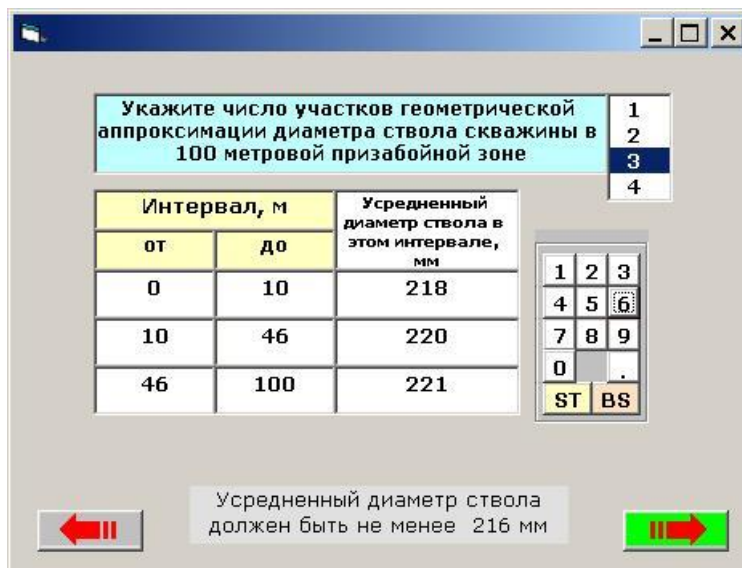 Укажите число участков геометрической
аппроксимации диаметра ствола скважины в
100 метровой призабойной зоне
1
2
3
4
Интервал, м
Усредненный
диаметр ствола в
этом интервале,
мм
от до
0 10 218
10 46 220
46 100 221
1 2 3
4 5 6
7 8 9
0 .
ST BS
Усредненный диаметр ствола
должен быть не менее 216 мм